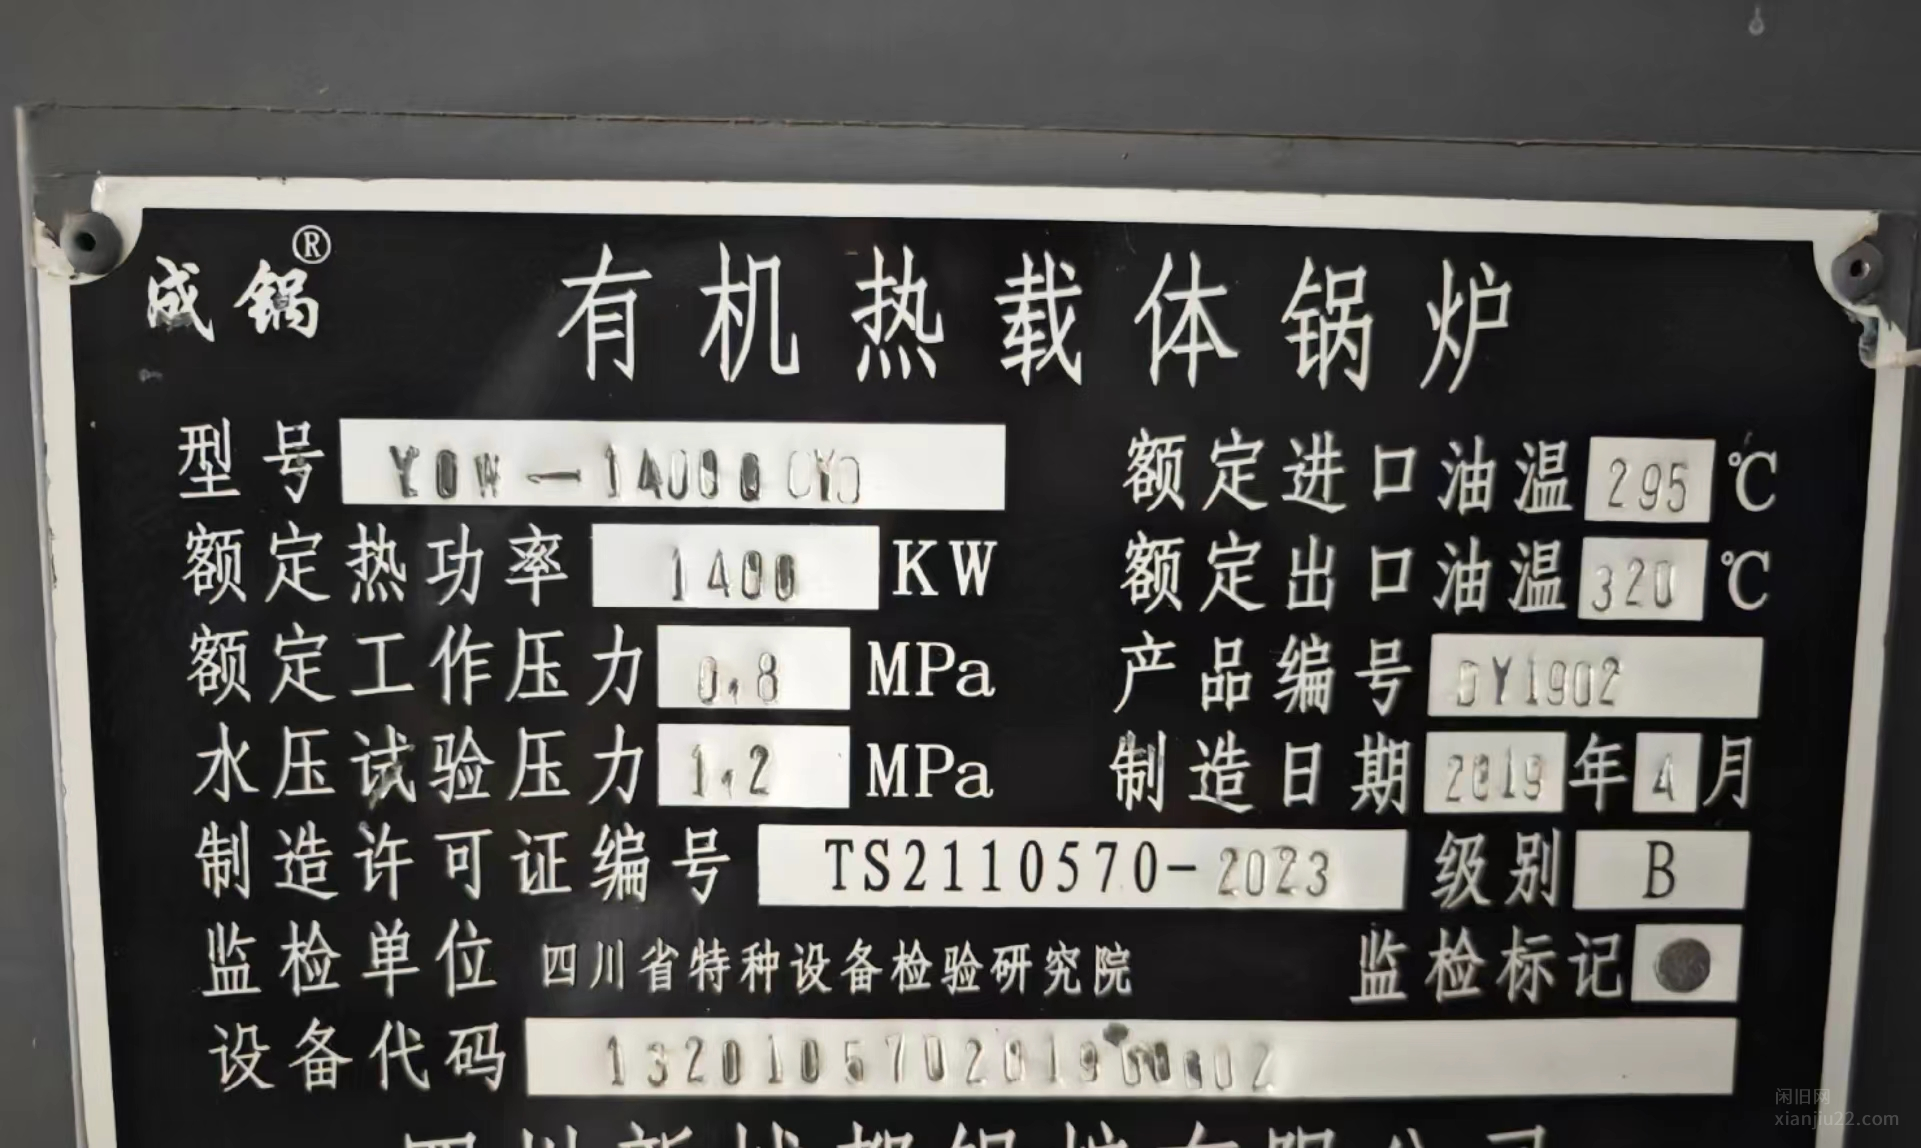 成锅® 有机热载体锅炉
型号 YQW-1400Q(Y) 额定进口油温 295 ℃
额定热功率 1400 KW 额定出口油温 320 ℃
额定工作压力 0.8 MPa 产品编号 DY1902
水压试验压力 1.2 MPa 制造日期 2019 年 4 月
制造许可证编号 TS2110570-2023 级别 B
监检单位 四川省特种设备检验研究院 监检标记
设备代码
闲旧网
xianjiu22.com